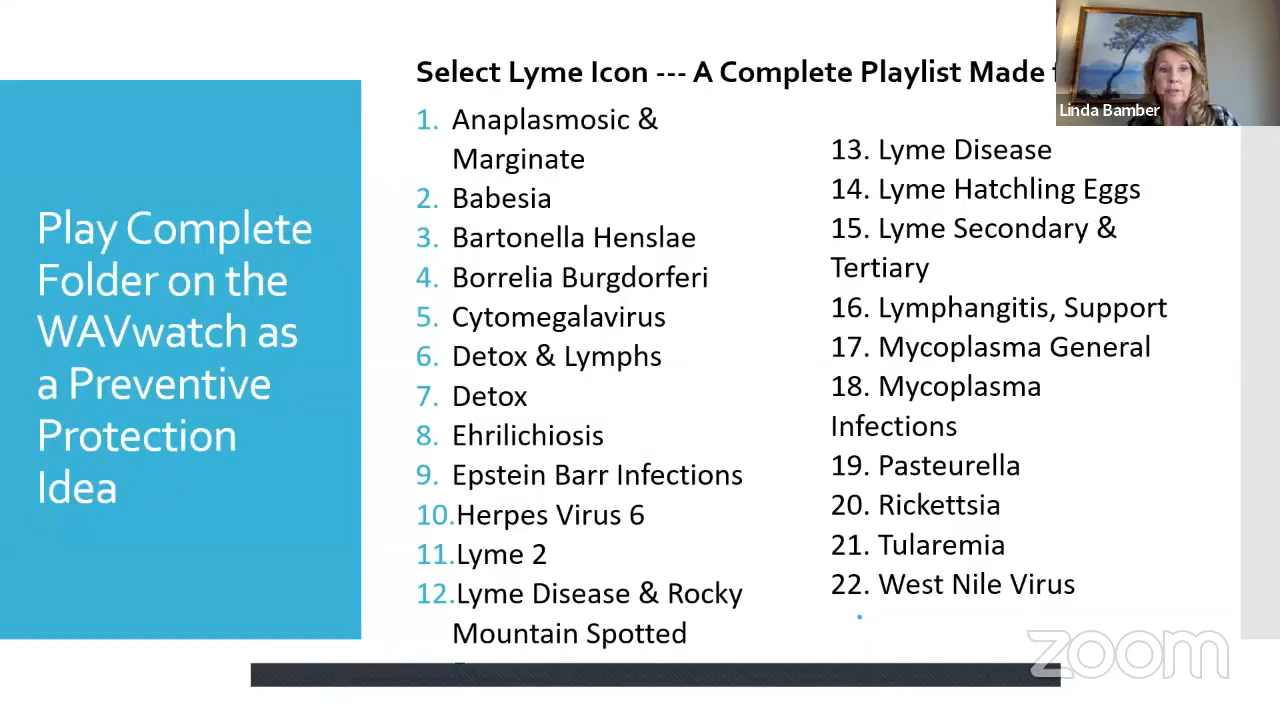 Select Lyme Icon --- A Complete Playlist Made
Linda Bamber
Play Complete
Folder on the
WAVwatch as
a Preventive
Protection
Idea
1. Anaplasmosic &
Marginate
2. Babesia
3. Bartonella Henslae
4. Borrelia Burgdorferi
5. Cytomegalavirus
6. Detox & Lymphs
7. Detox
8. Ehrilichiosis
9. Epstein Barr Infections
10.Herpes Virus 6
11.Lyme 2
12.Lyme Disease & Rocky
Mountain Spotted
13. Lyme Disease
14. Lyme Hatchling Eggs
15. Lyme Secondary &
Tertiary
16. Lymphangitis, Support
17. Mycoplasma General
18. Mycoplasma
Infections
19. Pasteurella
20. Rickettsia
21. Tularemia
22. West Nile Virus
zoom